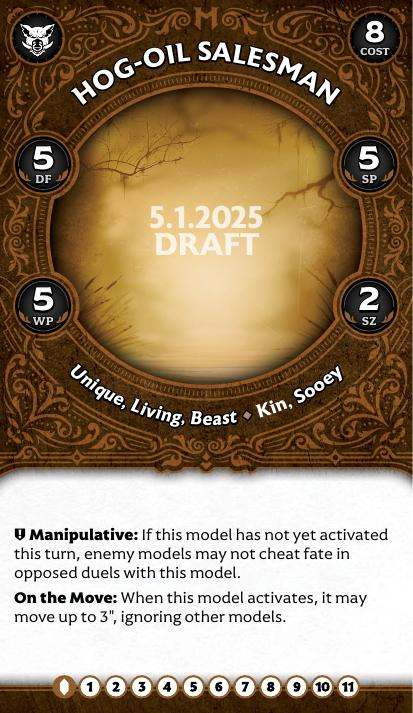 8
COST
HOG-OIL SALESMAN
5
DF
5
SP
5.1.2025
DRAFT
5
WP
2
SZ
Unique, Living, Beast ♦ Kin, Sooey
Manipulative: If this model has not yet activated
this turn, enemy models may not cheat fate in
opposed duels with this model.
On the Move: When this model activates, it may
move up to 3", ignoring other models.
1 2 3 4 5 6 7 8 9 10 11